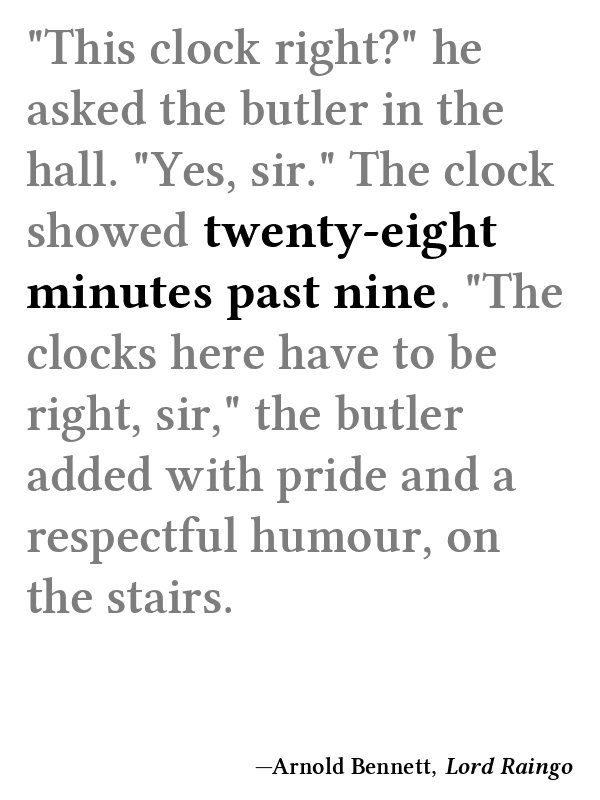 "This clock right?" he
asked the butler in the
hall. "Yes, sir." The clock
showed twenty-eight
minutes past nine. "The
clocks here have to be
right, sir," the butler
added with pride and a
respectful humour, on
the stairs.
—Arnold Bennett, Lord Raingo